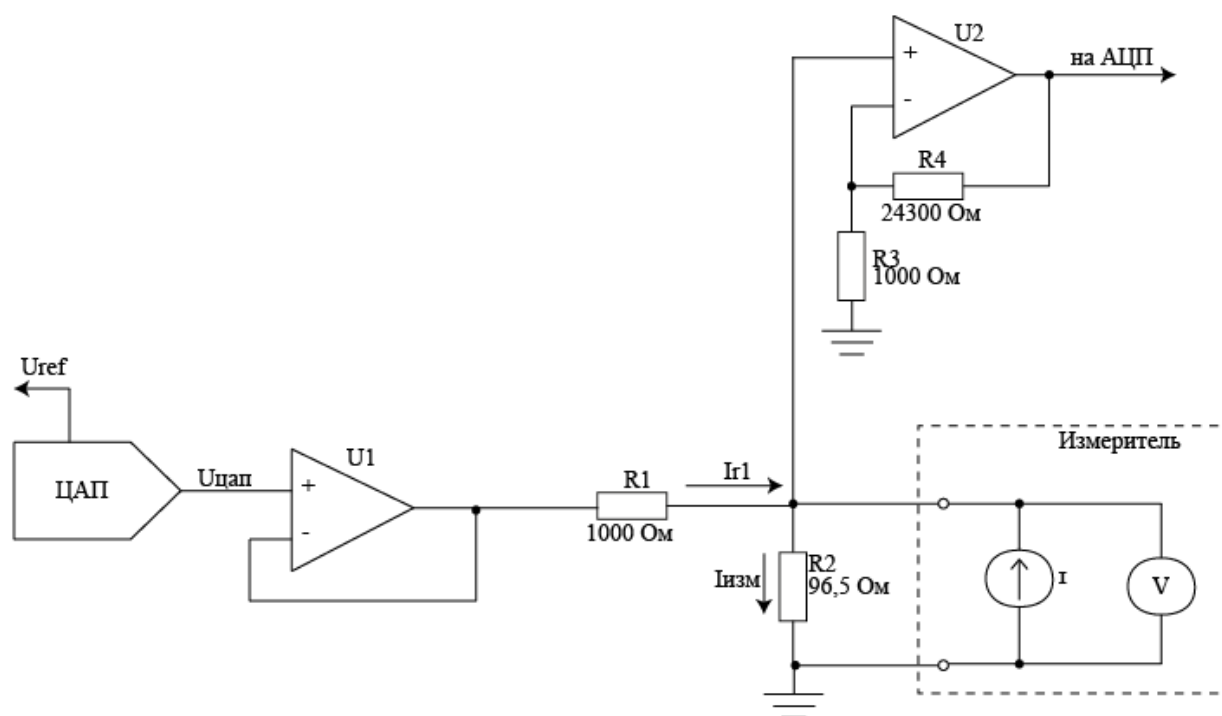 U2
на АЦП
+
-
R4
24300 Ом
R3
1000 Ом
Uref
Измеритель
U1
ЦАП
Uцап
+
-
R1
Ir1
1000 Ом
Iизм
R2
96,5 Ом
I
V